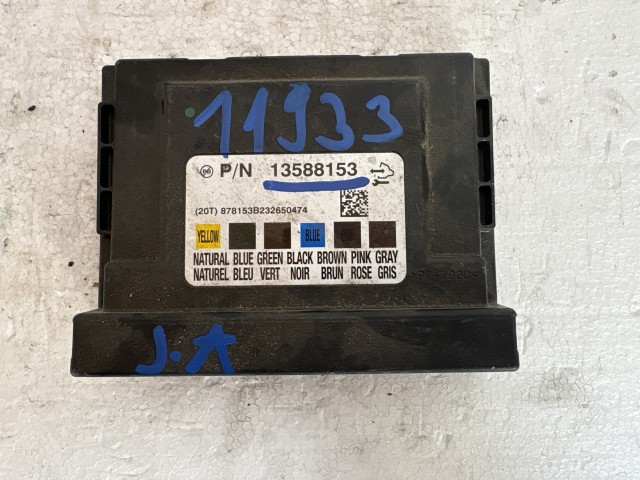 11933
P/N 13588153
(20T) 878153B232650474
YELLOW BLUE
NATURAL BLUE GREEN BLACK BROWN PINK GRAY
NATUREL BLEU VERT NOIR BRUN ROSE GRIS
J.A